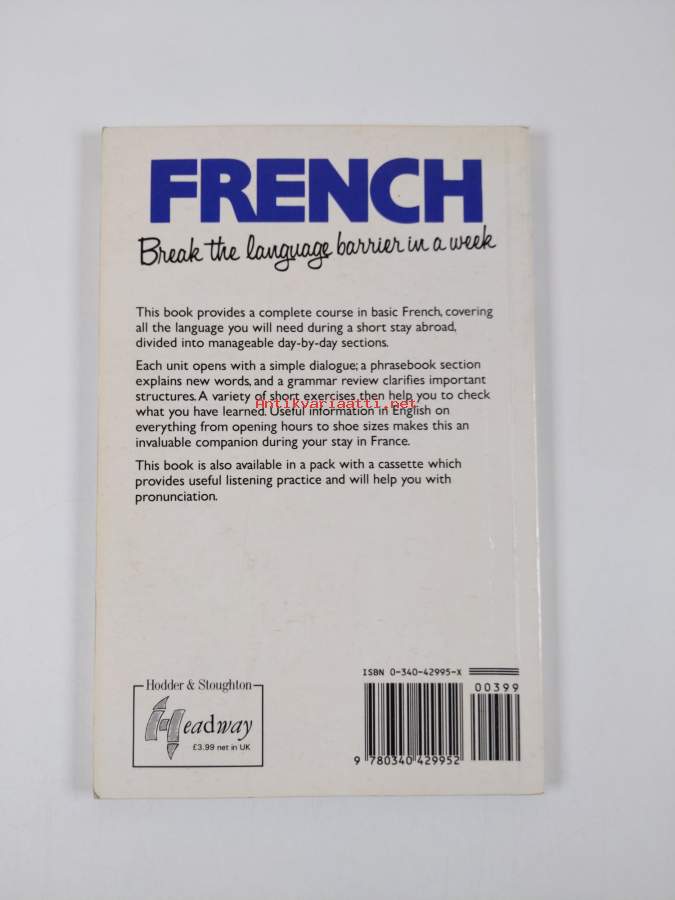 FRENCH
Break the language barrier in a week
This book provides a complete course in basic French, covering
all the language you will need during a short stay abroad,
divided into manageable day-by-day sections.
Each unit opens with a simple dialogue; a phrasebook section
explains new words, and a grammar review clarifies important
structures. A variety of short exercises then help you to check
Antikvariaatti.net
what you have learned. Useful information in English on
everything from opening hours to shoe sizes makes this an
invaluable companion during your stay in France.
This book is also available in a pack with a cassette which
provides useful listening practice and will help you with
pronunciation.
Hodder & Stoughton
Headway
£3.99 net in UK
ISBN 0-340-42995-X
00399
9 780340 429952